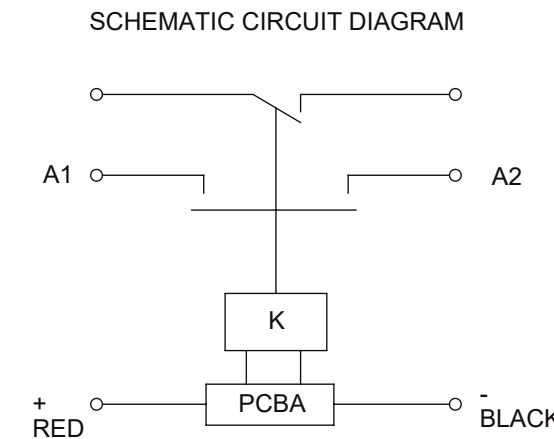 SCHEMATIC CIRCUIT DIAGRAM
A1 A2
K
+ PCBA -
RED BLACK